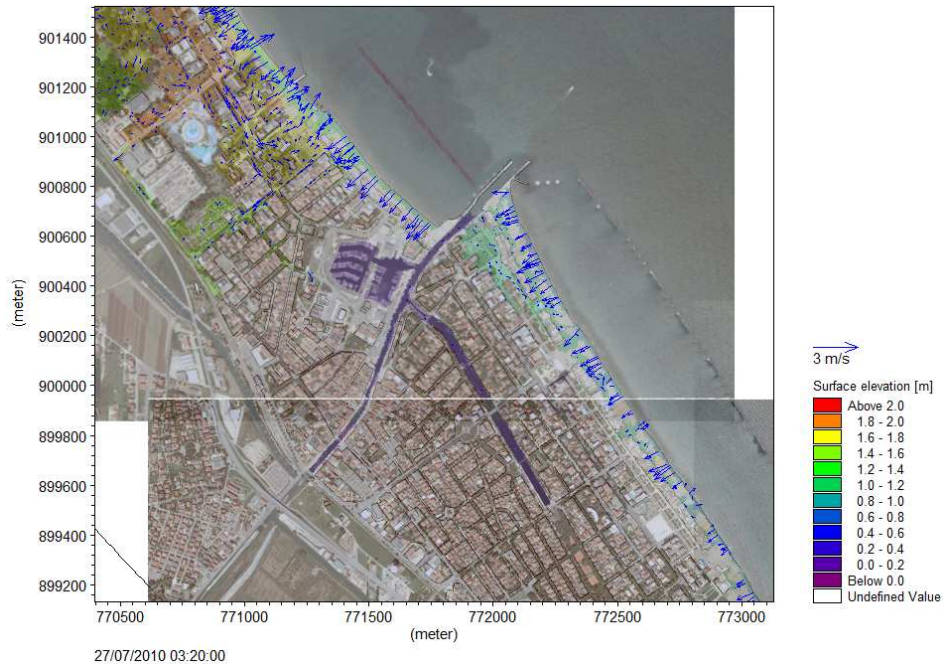 901400
901200
901000
900800
900600
900400
900200
900000
899800
899600
899400
899200
(meter)
770500 771000 771500 772000 772500 773000
(meter)
27/07/2010 03:20:00
3 m/s
Surface elevation [m]
Above 2.0
1.8 - 2.0
1.6 - 1.8
1.4 - 1.6
1.2 - 1.4
1.0 - 1.2
0.8 - 1.0
0.6 - 0.8
0.4 - 0.6
0.2 - 0.4
0.0 - 0.2
Below 0.0
Undefined Value